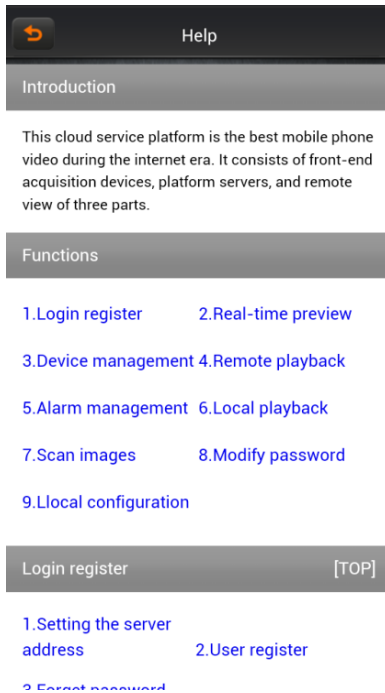 Help
Introduction
This cloud service platform is the best mobile phone
video during the internet era. It consists of front-end
acquisition devices, platform servers, and remote
view of three parts.
Functions
1.Login register 2.Real-time preview
3.Device management 4.Remote playback
5.Alarm management 6.Local playback
7.Scan images 8.Modify password
9.Llocal configuration
Login register [TOP]
1.Setting the server
address 2.User register
3.Forget password